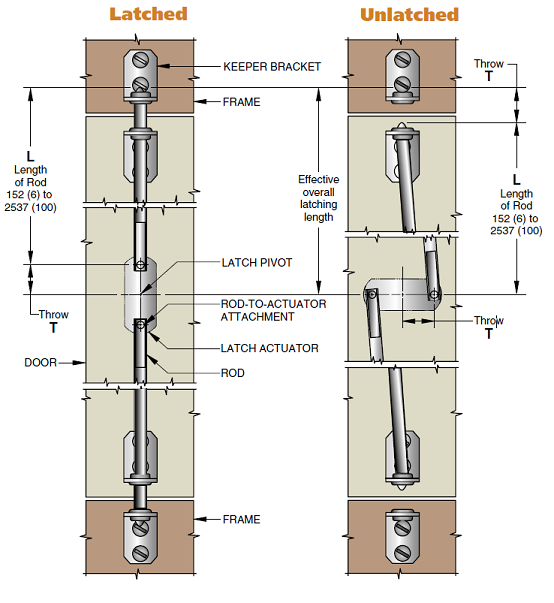 Latched
Unlatched
KEEPER BRACKET
FRAME
Throw
T
L
Length
of Rod
152 (6) to
2537 (100)
Effective
overall
latching
length
L
Length
of Rod
152 (6) to
2537 (100)
LATCH PIVOT
Throw
T
ROD-TO-ACTUATOR
ATTACHMENT
Throw
T
LATCH ACTUATOR
DOOR
ROD
FRAME